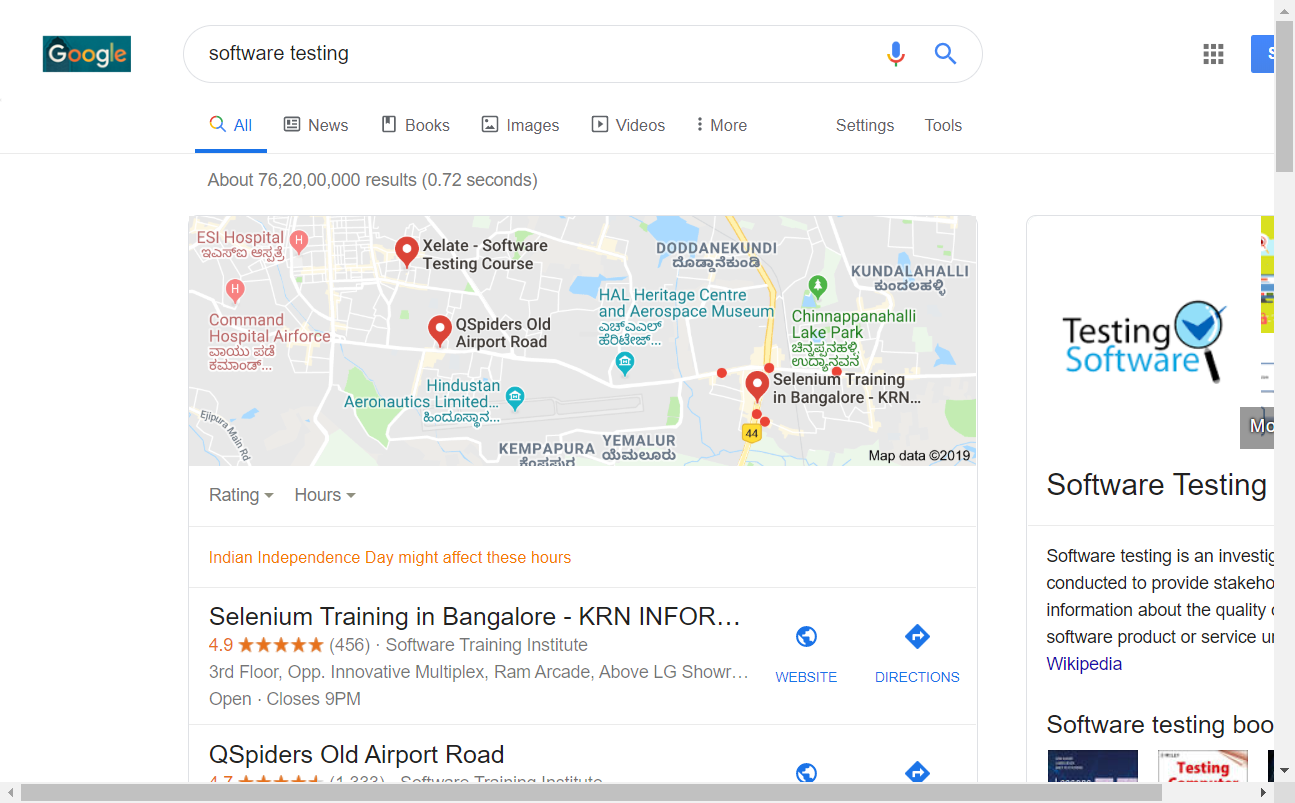 Google
software testing
S
All
News
Books
Images
Videos
More
Settings
Tools
About 76,20,00,000 results (0.72 seconds)
ESI Hospital
ಇಎಸ್ಐ ಆಸ್ಪತ್ರೆ
H
Xelate - Software
Testing Course
DODDANEKUNDI
ದೊಡ್ಡಾನೆಕುಂಡಿ
KUNDALAHALLI
ಕುಂದಲಹಳ್ಳಿ
H
Command
Hospital Airforce
ವಾಯು ಪಡೆ
ಕಮಾಂಡ್...
QSpiders Old
Airport Road
HAL Heritage Centre
and Aerospace Museum
ಎಚ್ಎಎಲ್
ಹೆರಿಟೇಜ್...
Chinnappanahalli
Lake Park
ಚಿನ್ನಪ್ಪನಹಳ್ಳಿ
ಉದ್ಯಾನವನ
Selenium Training
in Bangalore - KRN...
Hindustan
Aeronautics Limited...
ಹಿಂದೂಸ್ಥಾನ...
Ejipura Main Rd
44
KEMPAPURA
ಕೆಂಪಾಪುರ
YEMALUR
ಯೆಮಲೂರು
Map data ©2019
Rating
Hours
Indian Independence Day might affect these hours
Selenium Training in Bangalore - KRN INFOR...
4.9 ★★★★★ (456) · Software Training Institute
3rd Floor, Opp. Innovative Multiplex, Ram Arcade, Above LG Showr...
Open · Closes 9PM
WEBSITE
DIRECTIONS
QSpiders Old Airport Road
4.7 (1,333) · Software Training Institute
Testing
Software
Mo
Software Testing
Software testing is an investig
conducted to provide stakeho
information about the quality
software product or service u
Wikipedia
Software testing boo
Testing
Computer